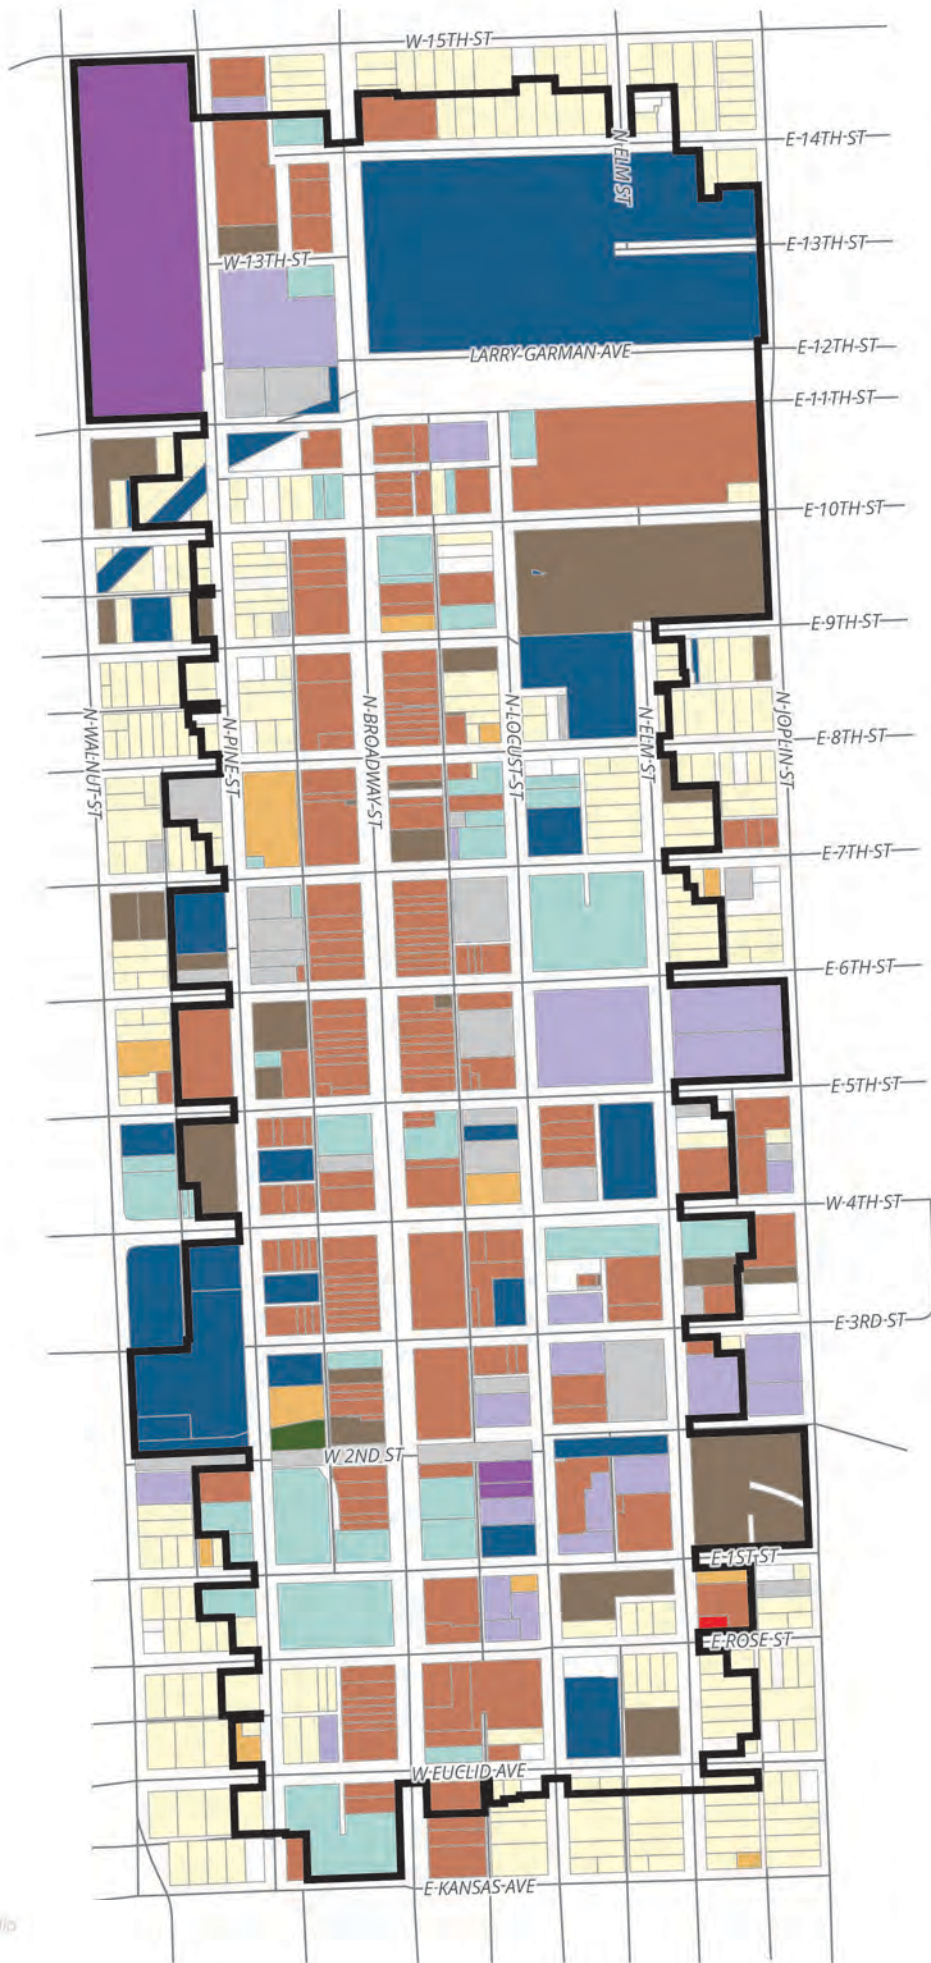 W 15TH ST
E 14TH ST
N ELM ST
E 13TH ST
W 13TH ST
E 12TH ST
LARRY GARMAN AVE
E 11TH ST
E 10TH ST
E 9TH ST
N WALNUT ST
N PINE ST
N BROADWAY ST
N LOCUST ST
N ELM ST
N JOPLIN ST
E 8TH ST
E 7TH ST
E 6TH ST
E 5TH ST
W 4TH ST
E 3RD ST
W 2ND ST
E 1ST ST
E ROSE ST
W EUCLID AVE
E KANSAS AVE